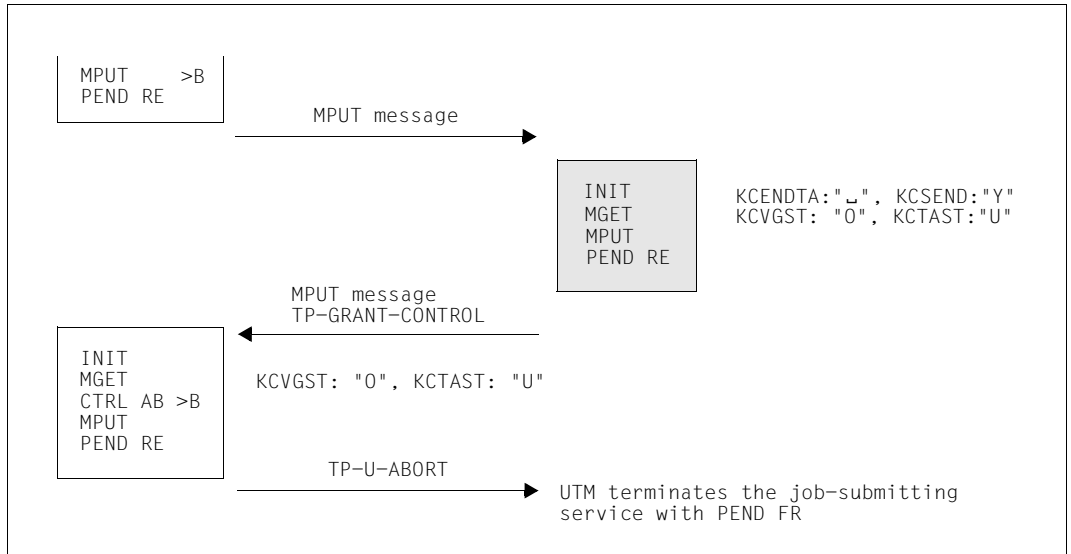 MPUT >B
PEND RE
MPUT message
INIT
MGET
MPUT
PEND RE
KCENDTA:"␣", KCSEND:"Y"
KCVGST: "O", KCTAST:"U"
MPUT message
TP-GRANT-CONTROL
INIT
MGET
CTRL AB >B
MPUT
PEND RE
KCVGST: "O", KCTAST: "U"
TP-U-ABORT
UTM terminates the job-submitting
service with PEND FR